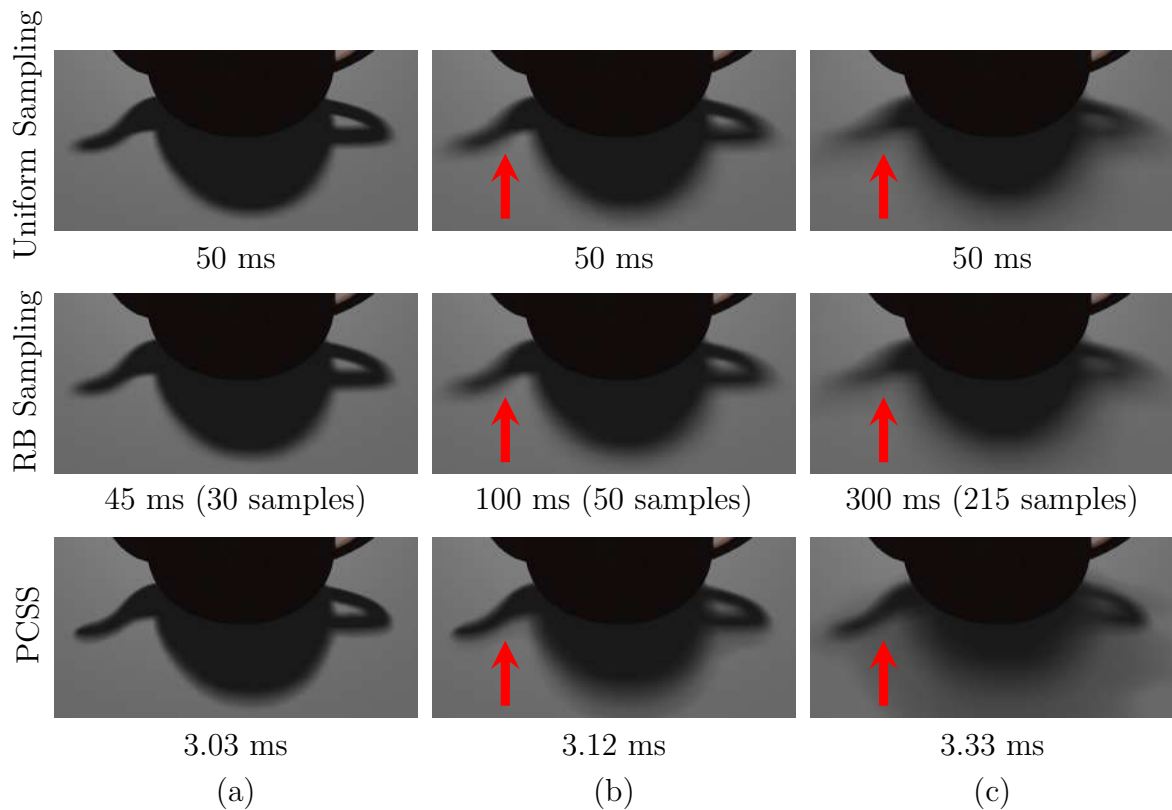 Uniform Sampling
50 ms
50 ms
50 ms
RB Sampling
45 ms (30 samples)
100 ms (50 samples)
300 ms (215 samples)
PCSS
3.03 ms
3.12 ms
3.33 ms
(a)
(b)
(c)